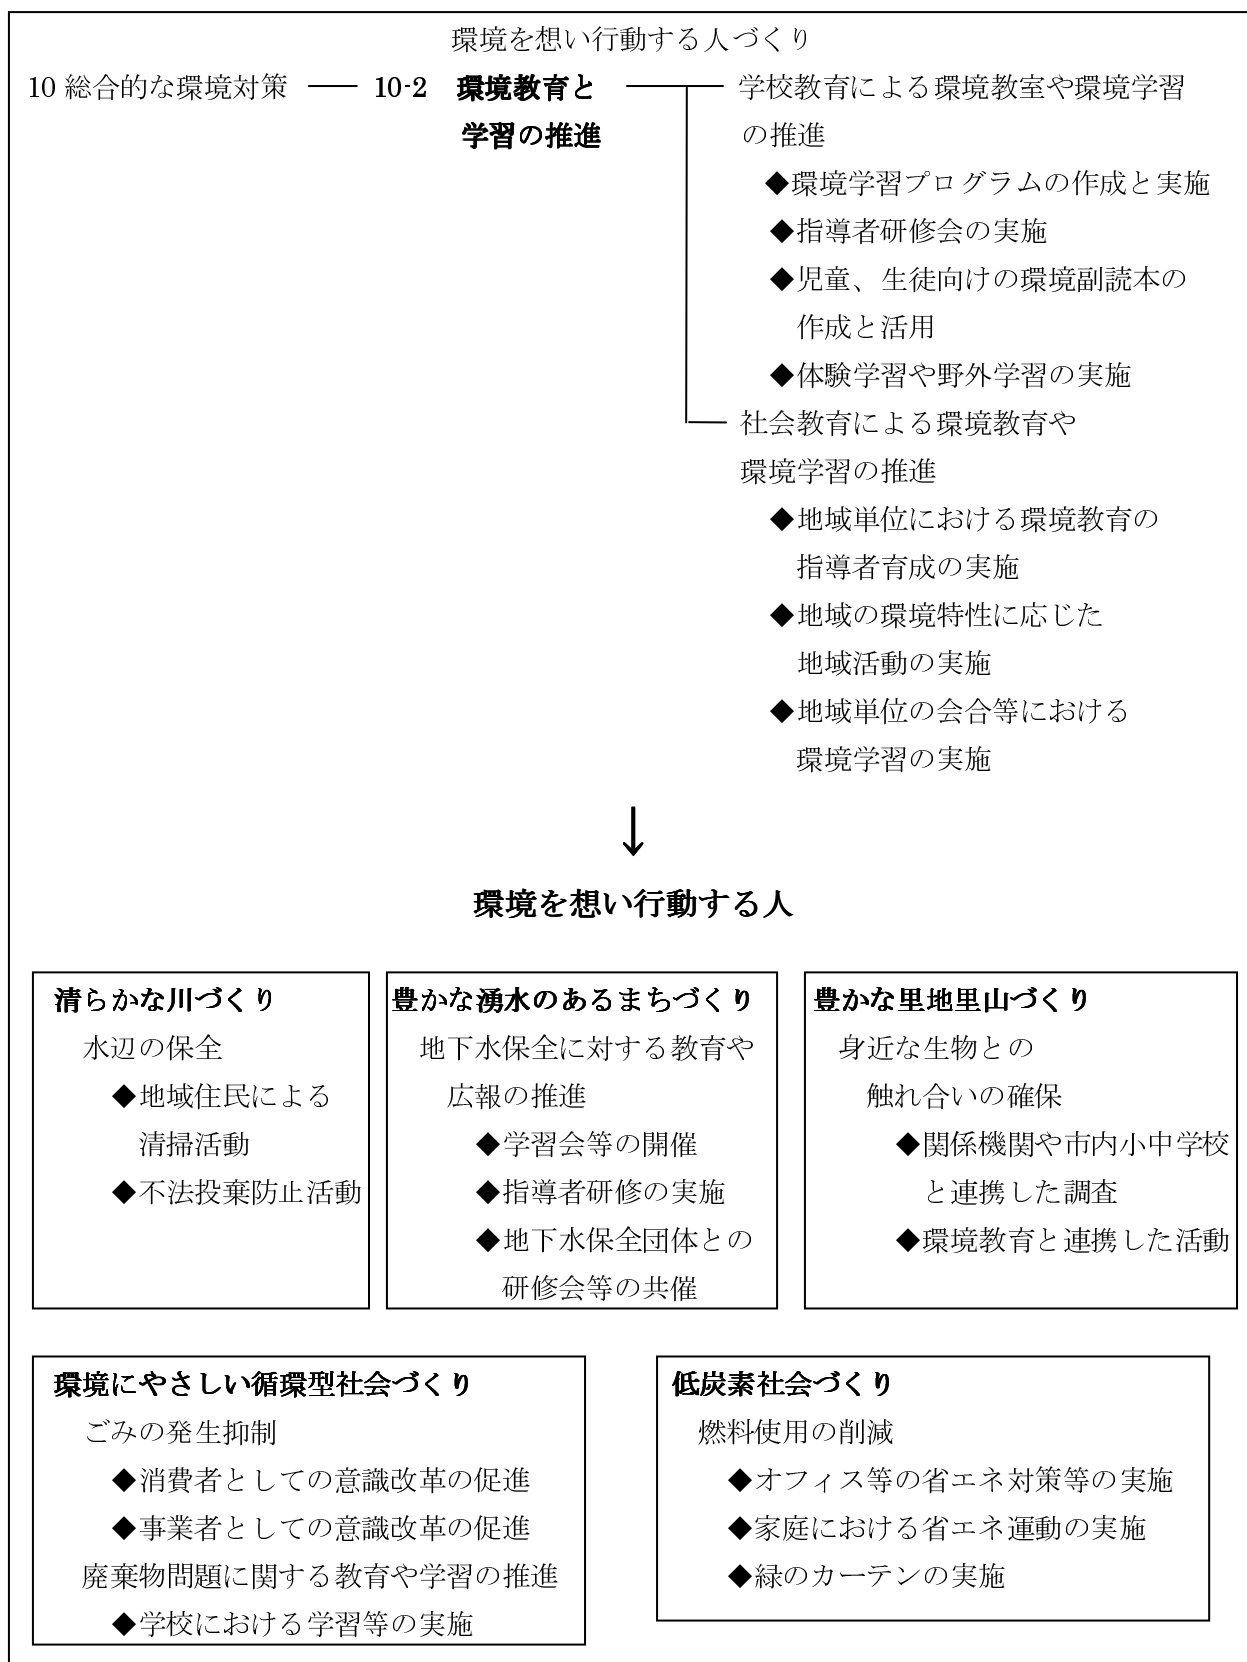 環境を想い行動する人づくり
10 総合的な環境対策 10-2 環境教育と 学校教育による環境教室や環境学習
学習の推進 の推進
◆環境学習プログラムの作成と実施
◆指導者研修会の実施
◆児童、生徒向けの環境副読本の
作成と活用
◆体験学習や野外学習の実施
社会教育による環境教育や
環境学習の推進
◆地域単位における環境教育の
指導者育成の実施
◆地域の環境特性に応じた
地域活動の実施
◆地域単位の会合等における
環境学習の実施
↓
環境を想い行動する人
清らかな川づくり
水辺の保全
◆地域住民による
清掃活動
◆不法投棄防止活動
豊かな湧水のあるまちづくり
地下水保全に対する教育や
広報の推進
◆学習会等の開催
◆指導者研修の実施
◆地下水保全団体との
研修会等の共催
豊かな里地里山づくり
身近な生物との
触れ合いの確保
◆関係機関や市内小中学校
と連携した調査
◆環境教育と連携した活動
環境にやさしい循環型社会づくり
ごみの発生抑制
◆消費者としての意識改革の促進
◆事業者としての意識改革の促進
廃棄物問題に関する教育や学習の推進
◆学校における学習等の実施
低炭素社会づくり
燃料使用の削減
◆オフィス等の省エネ対策等の実施
◆家庭における省エネ運動の実施
◆緑のカーテンの実施